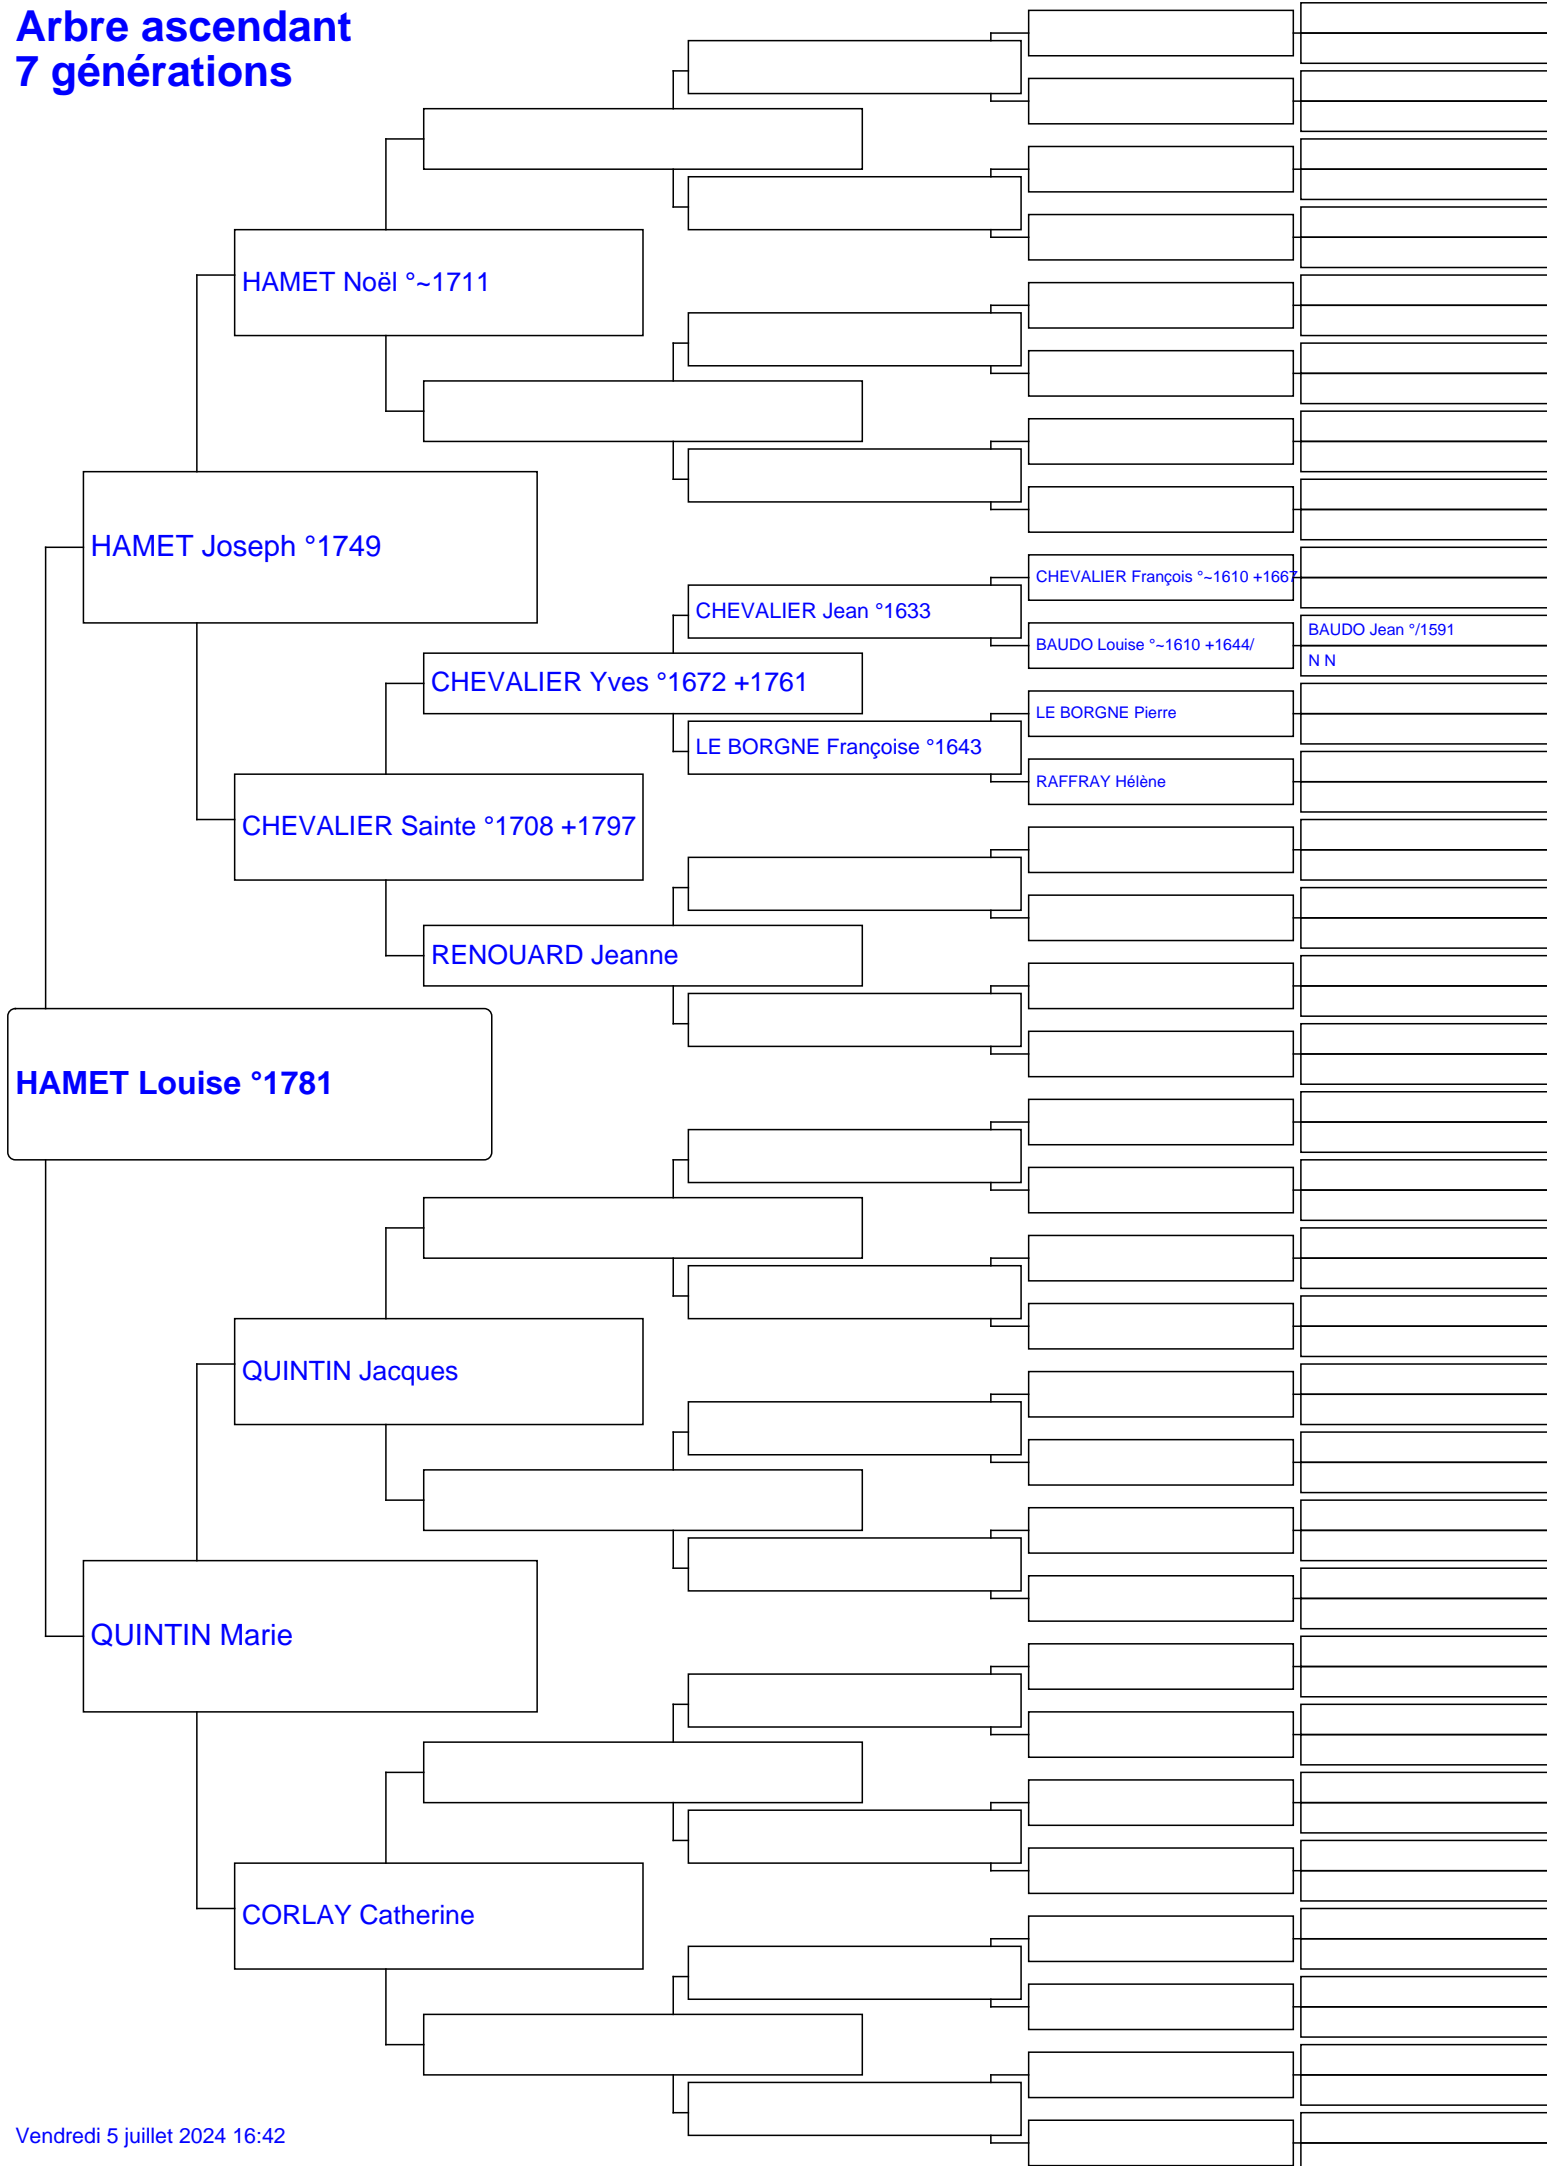 Arbre ascendant
7 générations
HAMET Noël °~1711
HAMET Joseph °1749
CHEVALIER François °~1610 +1667
CHEVALIER Jean °1633
BAUDO Jean °/1591
BAUDO Louise °~1610 +1644/
N N
CHEVALIER Yves °1672 +1761
LE BORGNE Pierre
LE BORGNE Françoise °1643
RAFFRAY Hélène
CHEVALIER Sainte °1708 +1797
RENOUARD Jeanne
HAMET Louise °1781
QUINTIN Jacques
QUINTIN Marie
CORLAY Catherine
Vendredi 5 juillet 2024 16:42